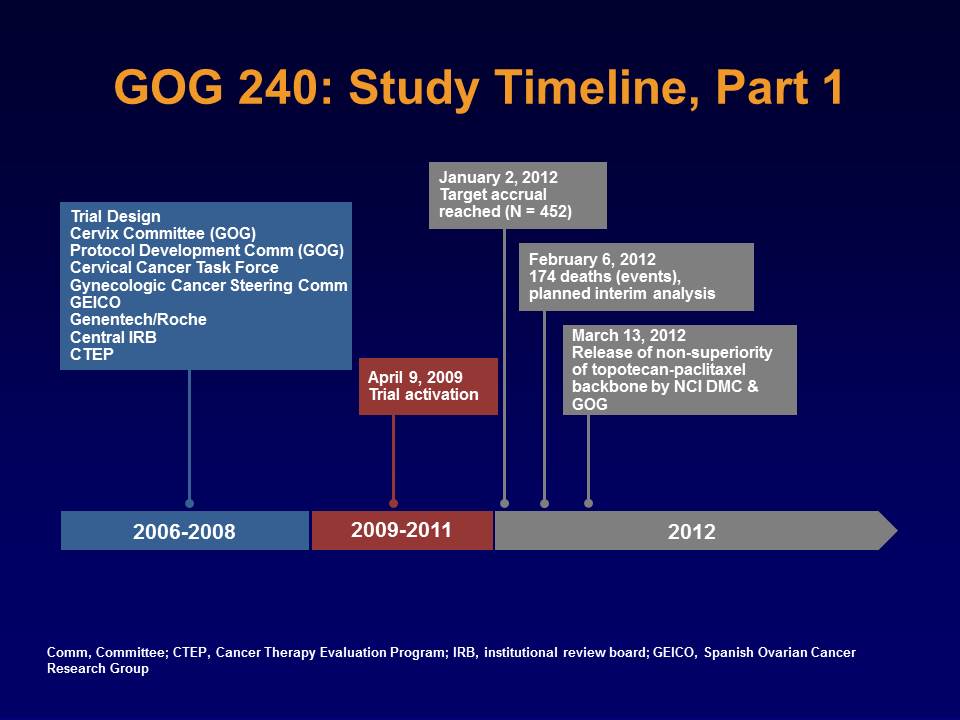 GOG 240: Study Timeline, Part 1
Trial Design
Cervix Committee (GOG)
Protocol Development Comm (GOG)
Cervical Cancer Task Force
Gynecologic Cancer Steering Comm
GEICO
Genentech/Roche
Central IRB
CTEP
April 9, 2009
Trial activation
January 2, 2012
Target accrual
reached (N = 452)
February 6, 2012
174 deaths (events),
planned interim analysis
March 13, 2012
Release of non-superiority
of topotecan-paclitaxel
backbone by NCI DMC &
GOG
2006-2008
2009-2011
2012
Comm, Committee; CTEP, Cancer Therapy Evaluation Program; IRB, institutional review board; GEICO, Spanish Ovarian Cancer
Research Group